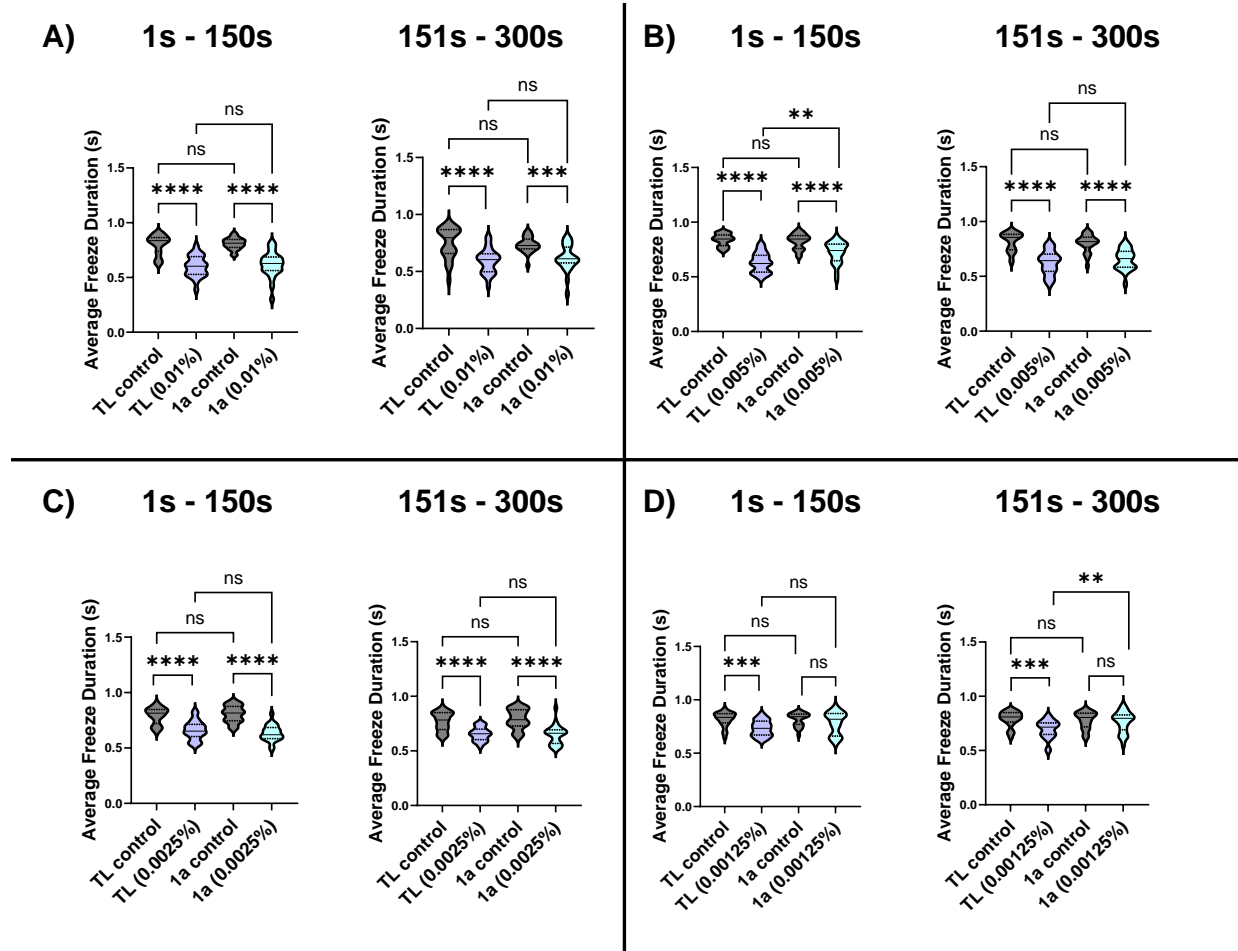 A)
1s - 150s
151s - 300s
Average Freeze Duration (s)
1.5
1.0
0.5
0.0
ns
ns
**** ****
TL control
TL (0.01%)
1a control
1a (0.01%)
Average Freeze Duration (s)
1.5
1.0
0.5
0.0
ns
ns
**** ***
TL control
TL (0.01%)
1a control
1a (0.01%)
B)
1s - 150s
151s - 300s
Average Freeze Duration (s)
1.5
1.0
0.5
0.0
**
ns
**** ****
TL control
TL (0.005%)
1a control
1a (0.005%)
Average Freeze Duration (s)
1.5
1.0
0.5
0.0
ns
ns
**** ****
TL control
TL (0.005%)
1a control
1a (0.005%)
C)
1s - 150s
151s - 300s
Average Freeze Duration (s)
1.5
1.0
0.5
0.0
ns
ns
**** ****
TL control
TL (0.0025%)
1a control
1a (0.0025%)
Average Freeze Duration (s)
1.5
1.0
0.5
0.0
ns
ns
**** ****
TL control
TL (0.0025%)
1a control
1a (0.0025%)
D)
1s - 150s
151s - 300s
Average Freeze Duration (s)
1.5
1.0
0.5
0.0
ns
ns
*** ns
TL control
TL (0.00125%)
1a control
1a (0.00125%)
Average Freeze Duration (s)
1.5
1.0
0.5
0.0
**
ns
*** ns
TL control
TL (0.00125%)
1a control
1a (0.00125%)